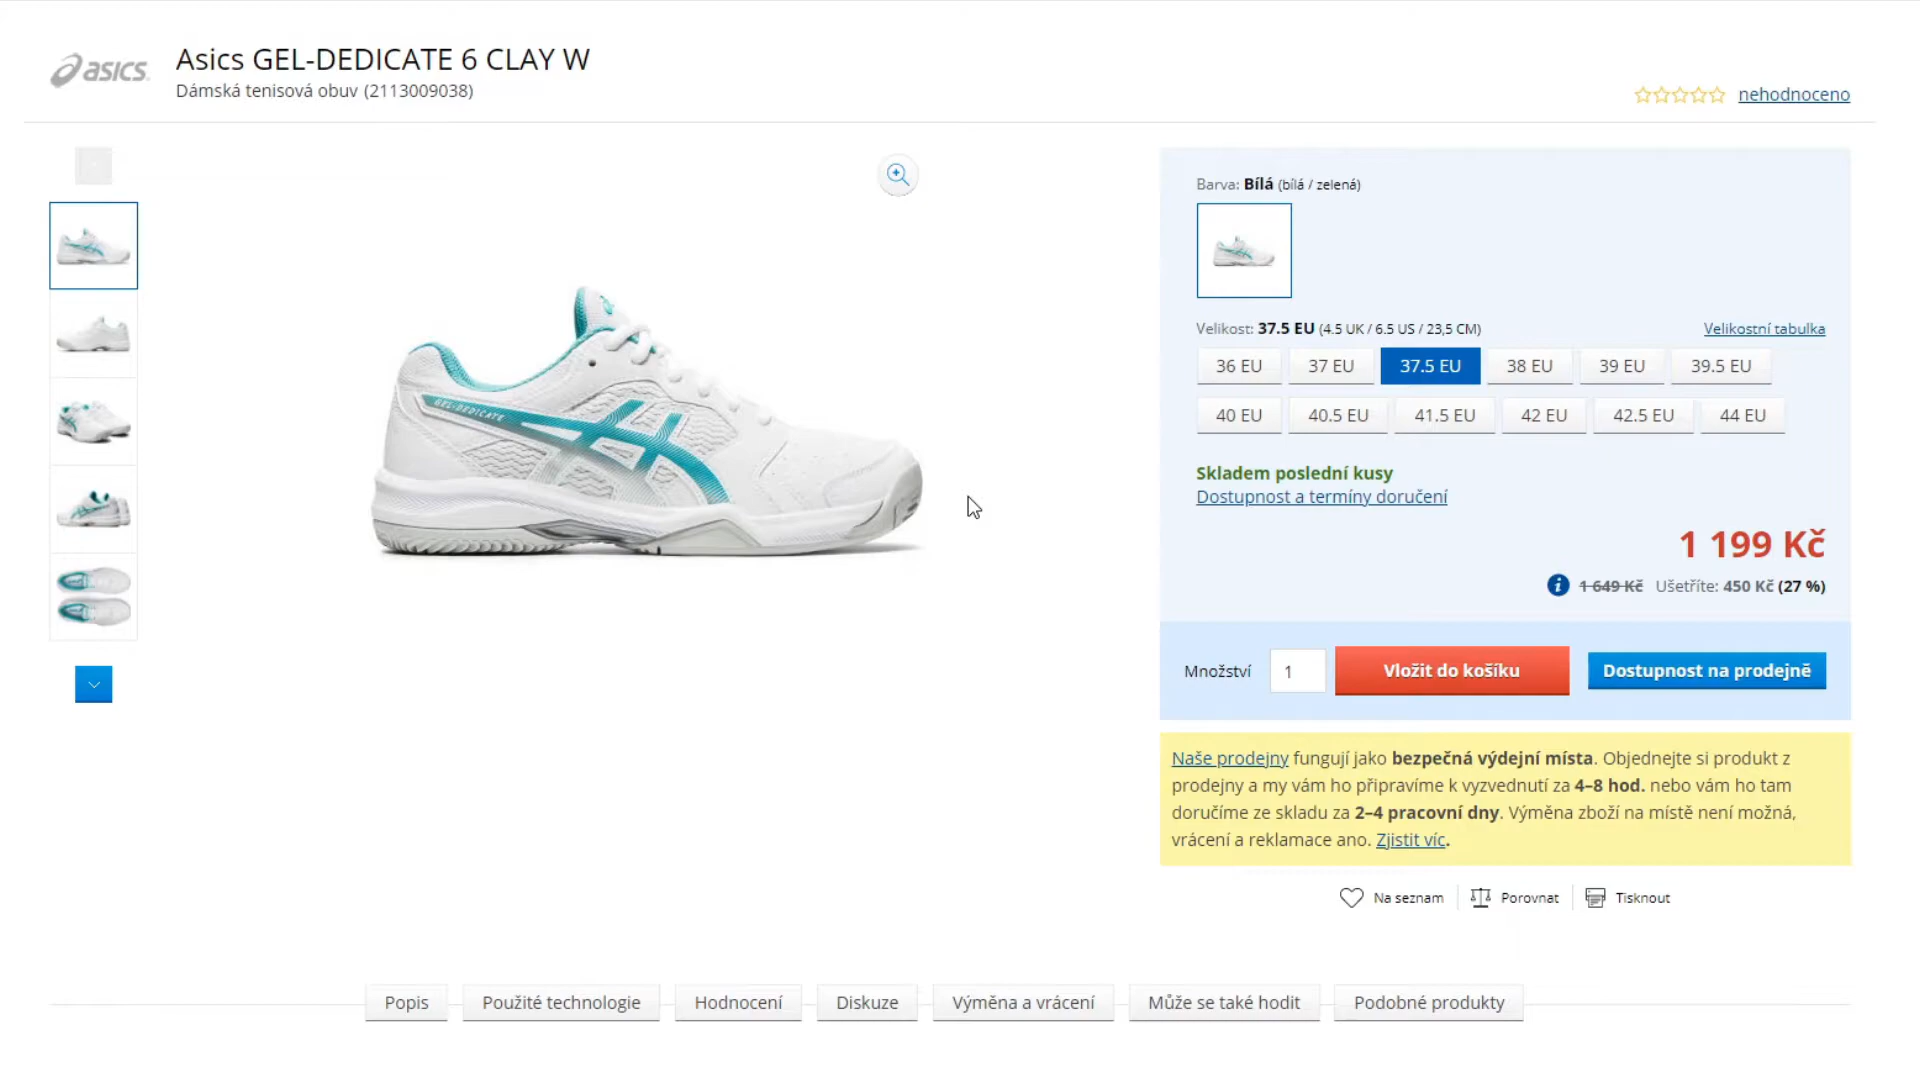 asics
Asics GEL-DEDICATE 6 CLAY W
Dámská tenisová obuv (2113009038)
nehodnoceno
GEL-DEDICATE
Barva: Bílá (bílá / zelená)
Velikost: 37.5 EU (4.5 UK / 6.5 US / 23,5 CM)
Velikostní tabulka
36 EU 37 EU 37.5 EU 38 EU 39 EU 39.5 EU
40 EU 40.5 EU 41.5 EU 42 EU 42.5 EU 44 EU
Skladem poslední kusy
Dostupnost a termíny doručení
1 199 Kč
i 1 649 Kč Ušetříte: 450 Kč (27 %)
Množství 1 Vložit do košíku Dostupnost na prodejně
Naše prodejny fungují jako bezpečná výdejní místa. Objednejte si produkt z
prodejny a my vám ho připravíme k vyzvednutí za 4–8 hod. nebo vám ho tam
doručíme ze skladu za 2–4 pracovní dny. Výměna zboží na místě není možná,
vrácení a reklamace ano. Zjistit víc.
Na seznam Porovnat Tisknout
Popis Použité technologie Hodnocení Diskuze Výměna a vrácení Může se také hodit Podobné produkty